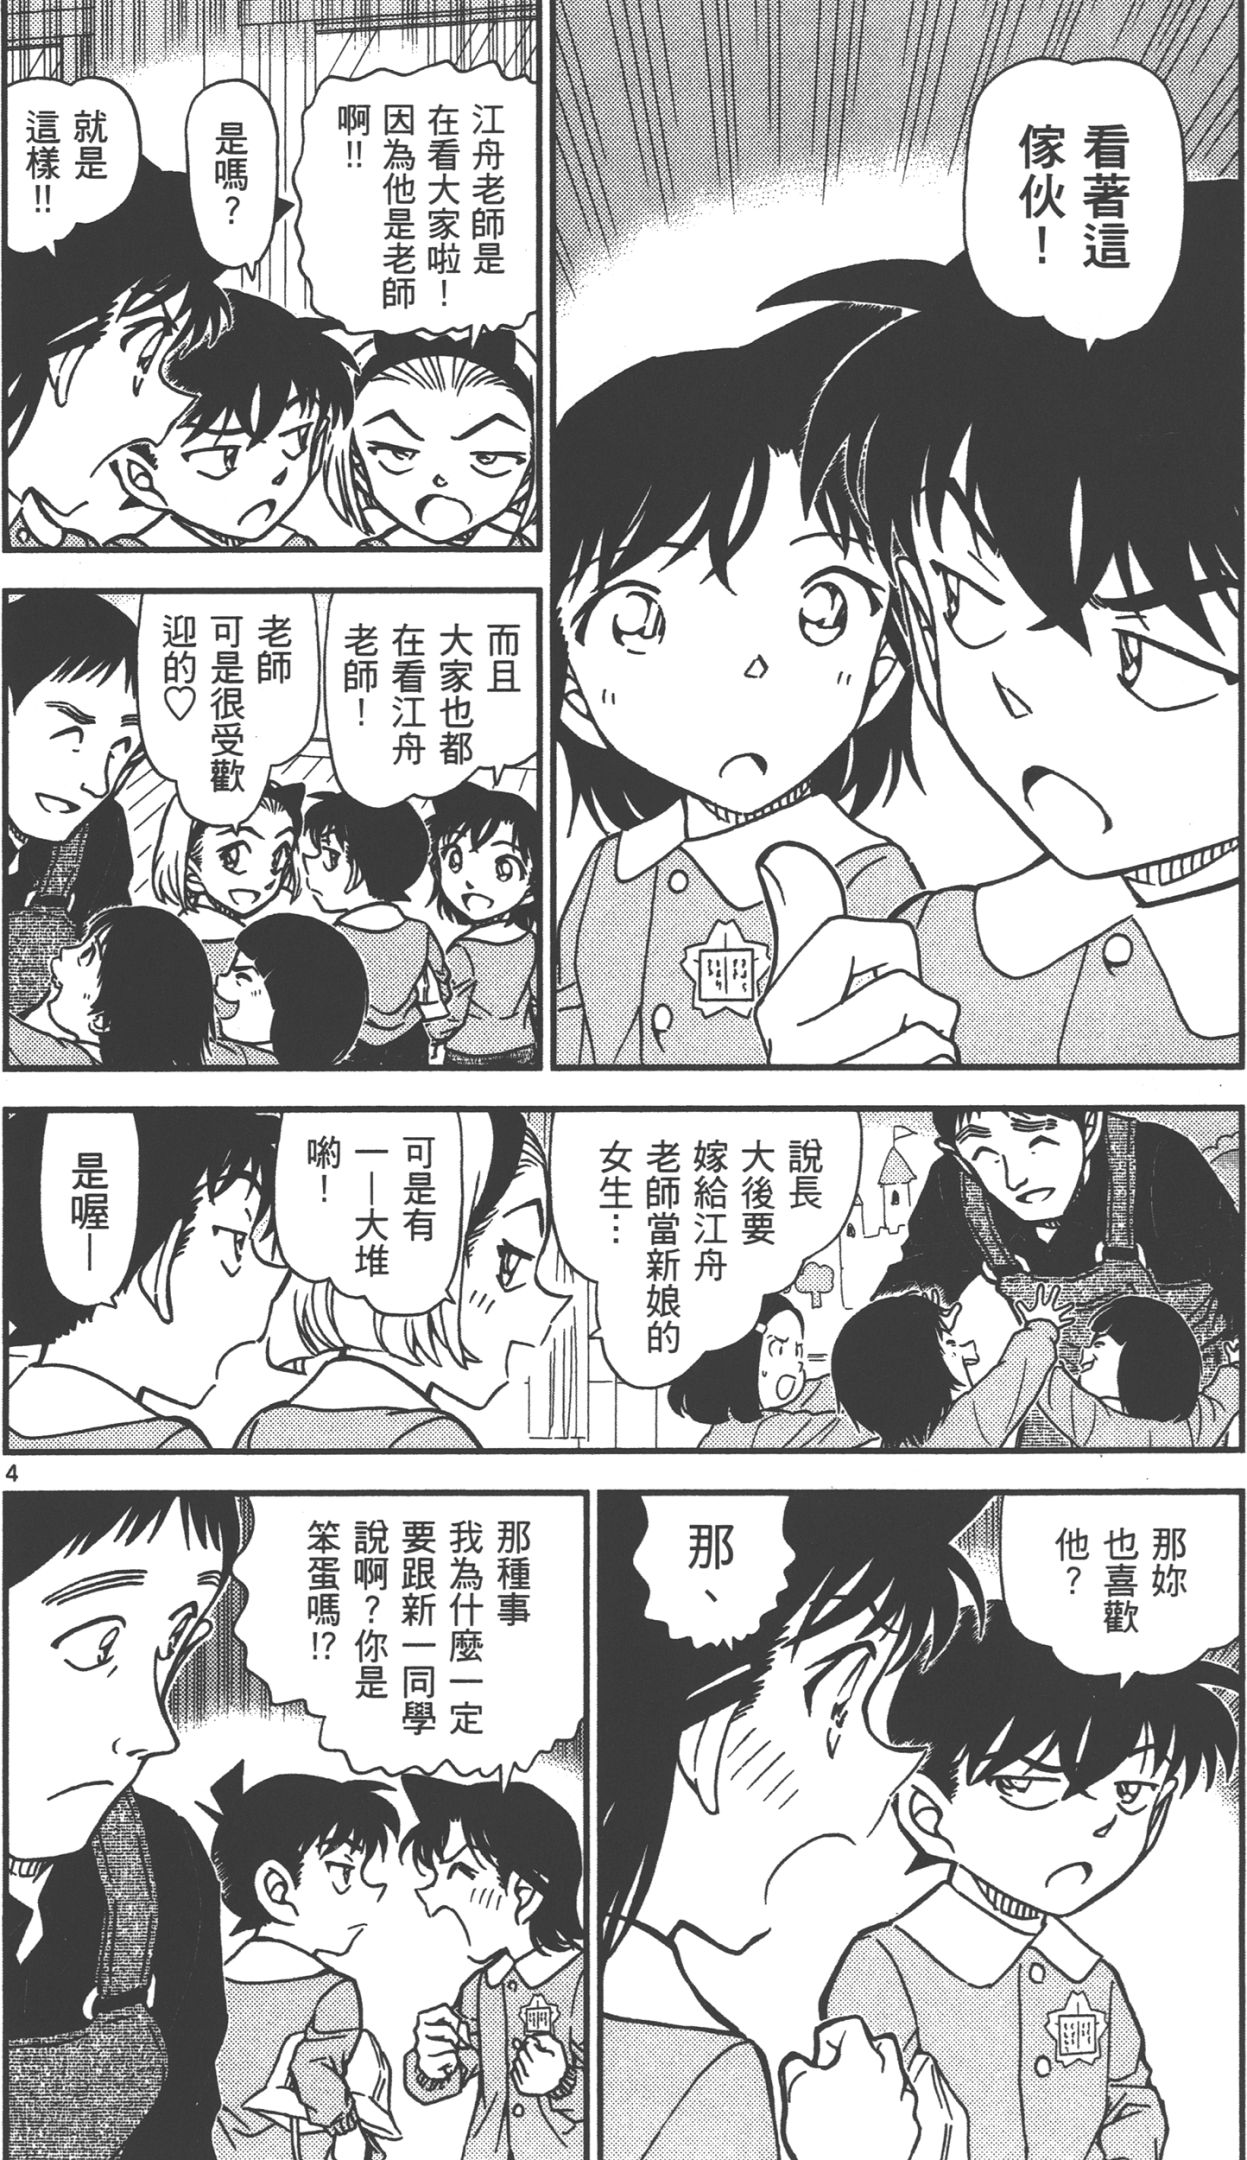 看著這
傢伙！
江舟老師是
在看大家啦！
因為他是老師
啊!!
是嗎？
就是
這樣!!
而且
大家也都
在看江舟
老師！
老師
可是很受歡
迎的♡
說長
大後要
嫁給江舟
老師當新娘的
女生…
可是有
一—大堆
喲！
是喔—
4
那妳
也喜歡
他？
那、
那種事
我為什麼一定
要跟新一同學
說啊？你是
笨蛋嗎!?